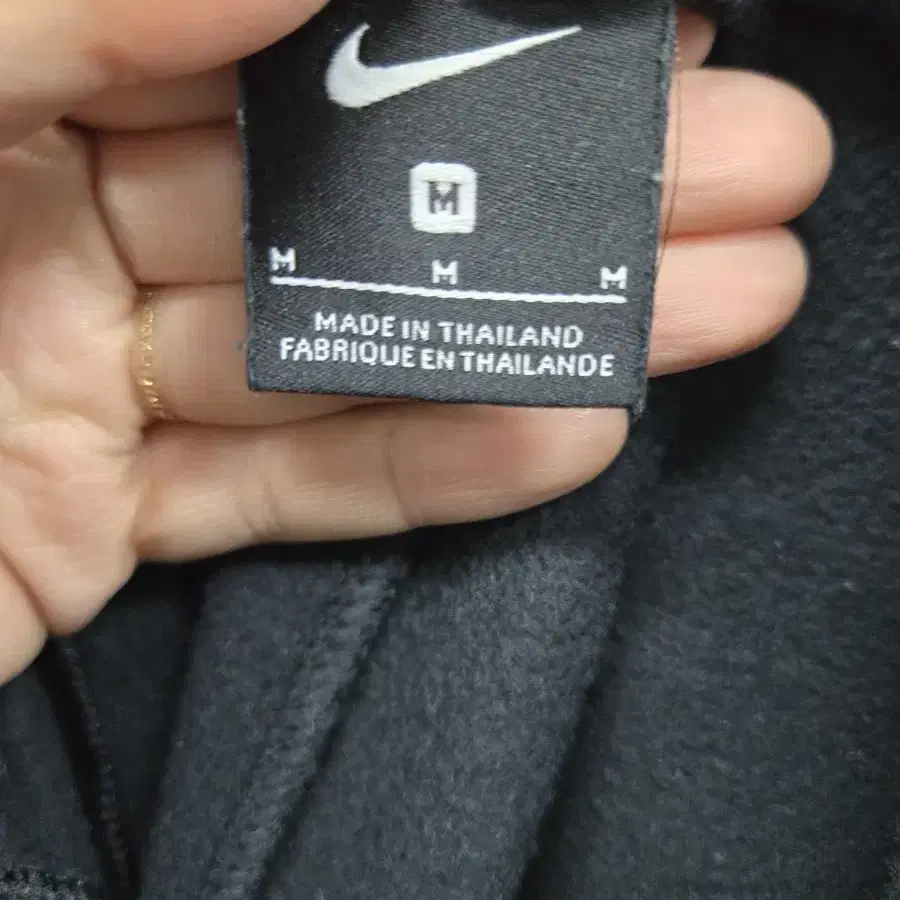 M
M M M
MADE IN THAILAND
FABRIQUE EN THAILANDE